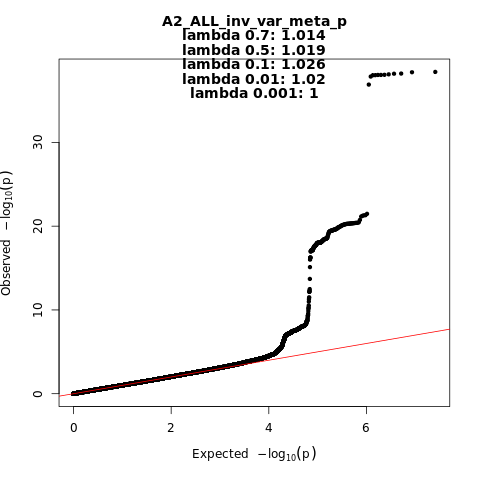 A2_ALL_inv_var_meta_p
lambda 0.7: 1.014
lambda 0.5: 1.019
lambda 0.1: 1.026
lambda 0.01: 1.02
lambda 0.001: 1
30
20
10
0
Observed −log10(p)
0 2 4 6
Expected −log10(p)